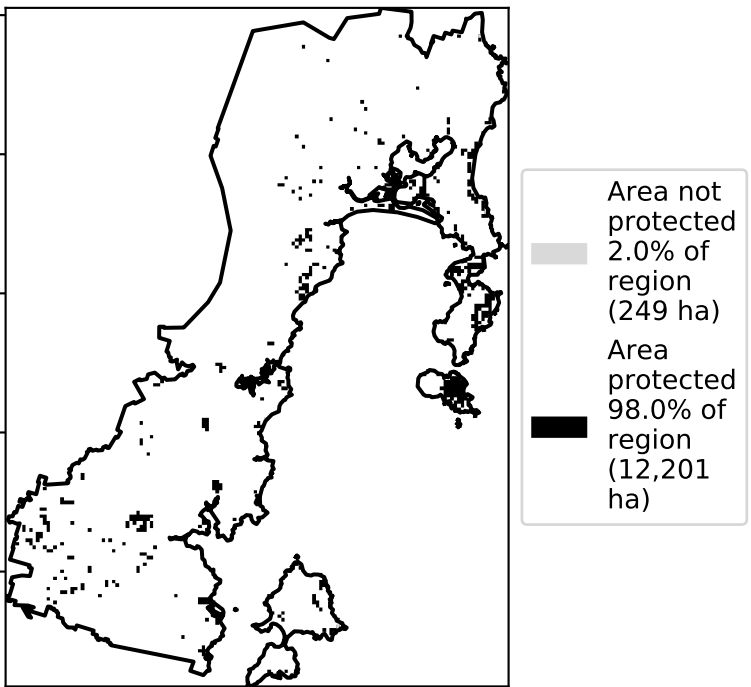 Area not
protected
2.0% of
region
(249 ha)
Area
protected
98.0% of
region
(12,201
ha)